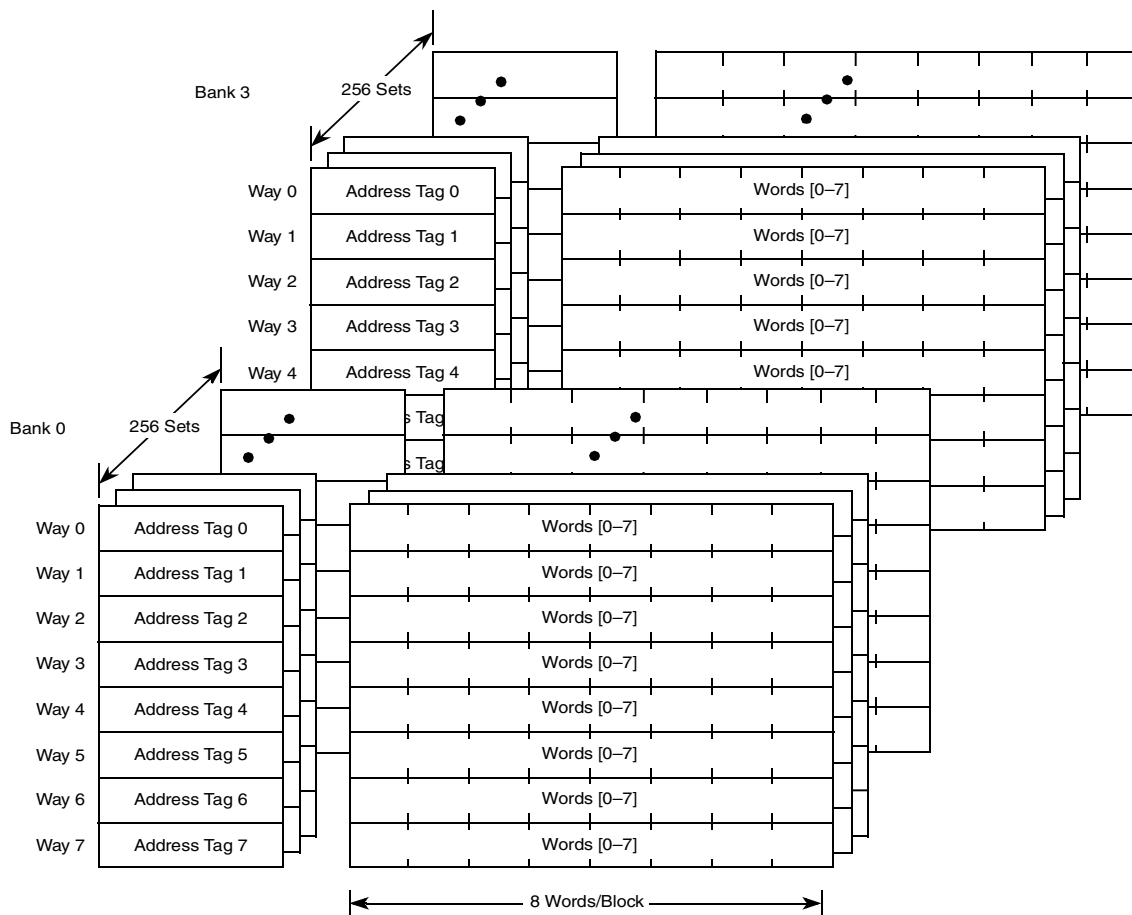 Bank 3
256 Sets
Way 0 Address Tag 0 Words [0–7]
Way 1 Address Tag 1 Words [0–7]
Way 2 Address Tag 2 Words [0–7]
Way 3 Address Tag 3 Words [0–7]
Way 4 Address Tag 4 Words [0–7]
Bank 0
256 Sets
s Tag
s Tag
Way 0 Address Tag 0 Words [0–7]
Way 1 Address Tag 1 Words [0–7]
Way 2 Address Tag 2 Words [0–7]
Way 3 Address Tag 3 Words [0–7]
Way 4 Address Tag 4 Words [0–7]
Way 5 Address Tag 5 Words [0–7]
Way 6 Address Tag 6 Words [0–7]
Way 7 Address Tag 7 Words [0–7]
8 Words/Block